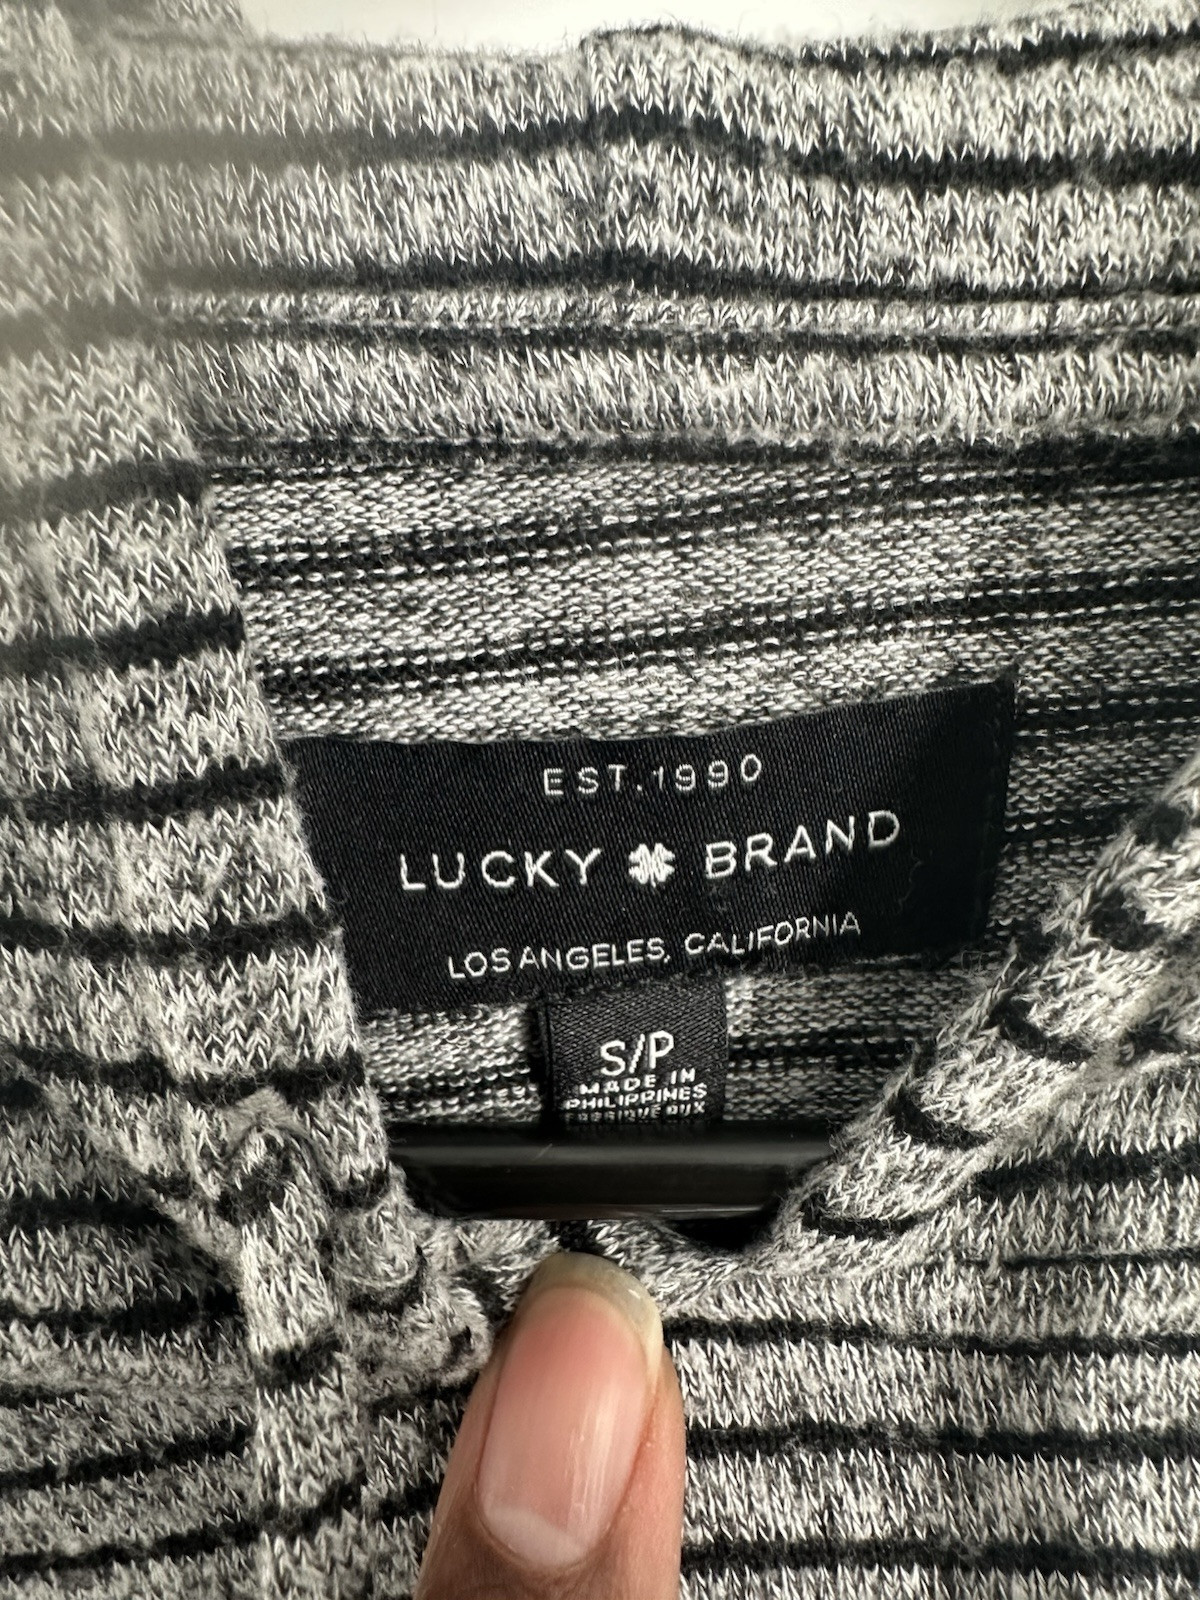 EST.1990
LUCKY BRAND
LOS ANGELES, CALIFORNIA
S/P
MADE IN
PHILIPPINES